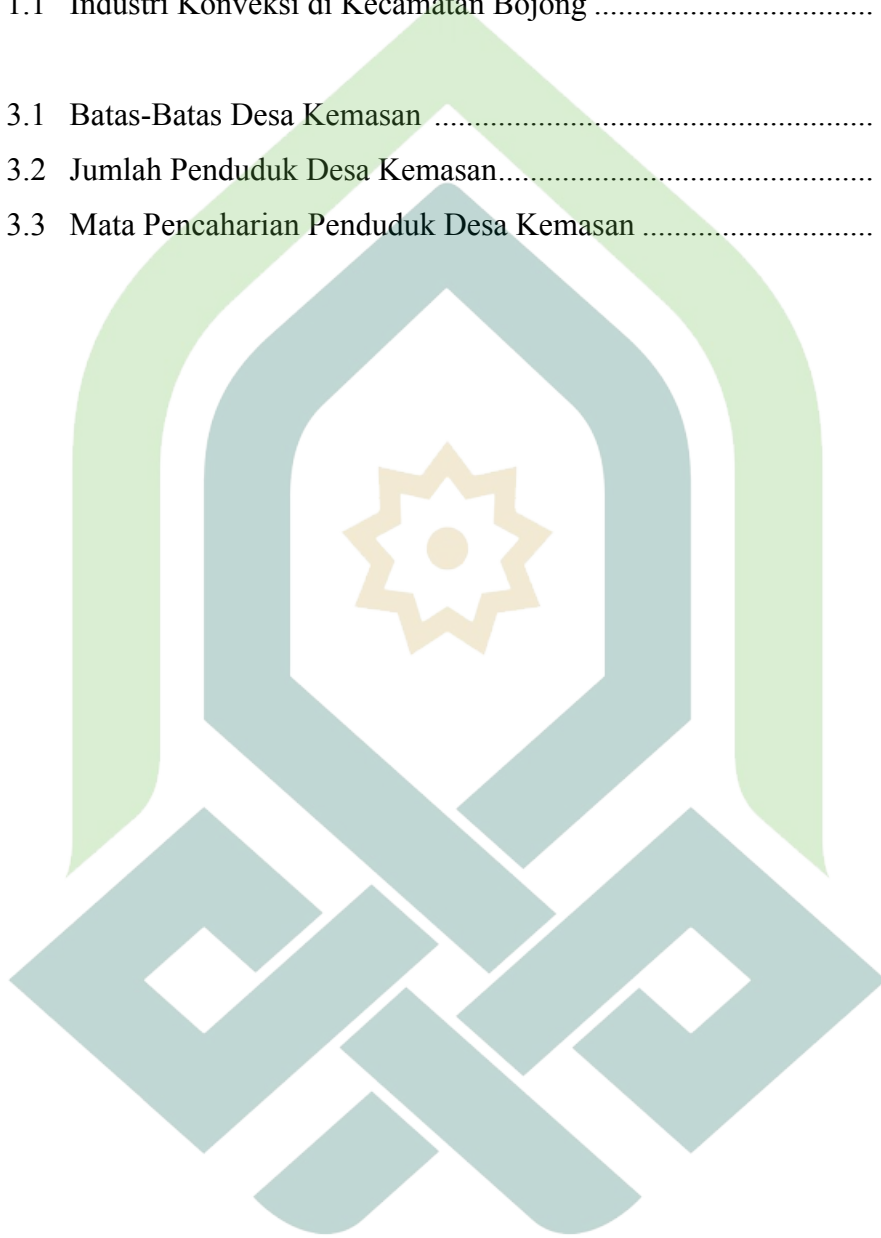 1.1 Industri Konveksi di Kecamatan Bojong ..................................
3.1 Batas-Batas Desa Kemasan ......................................................
3.2 Jumlah Penduduk Desa Kemasan..............................................
3.3 Mata Pencaharian Penduduk Desa Kemasan ............................